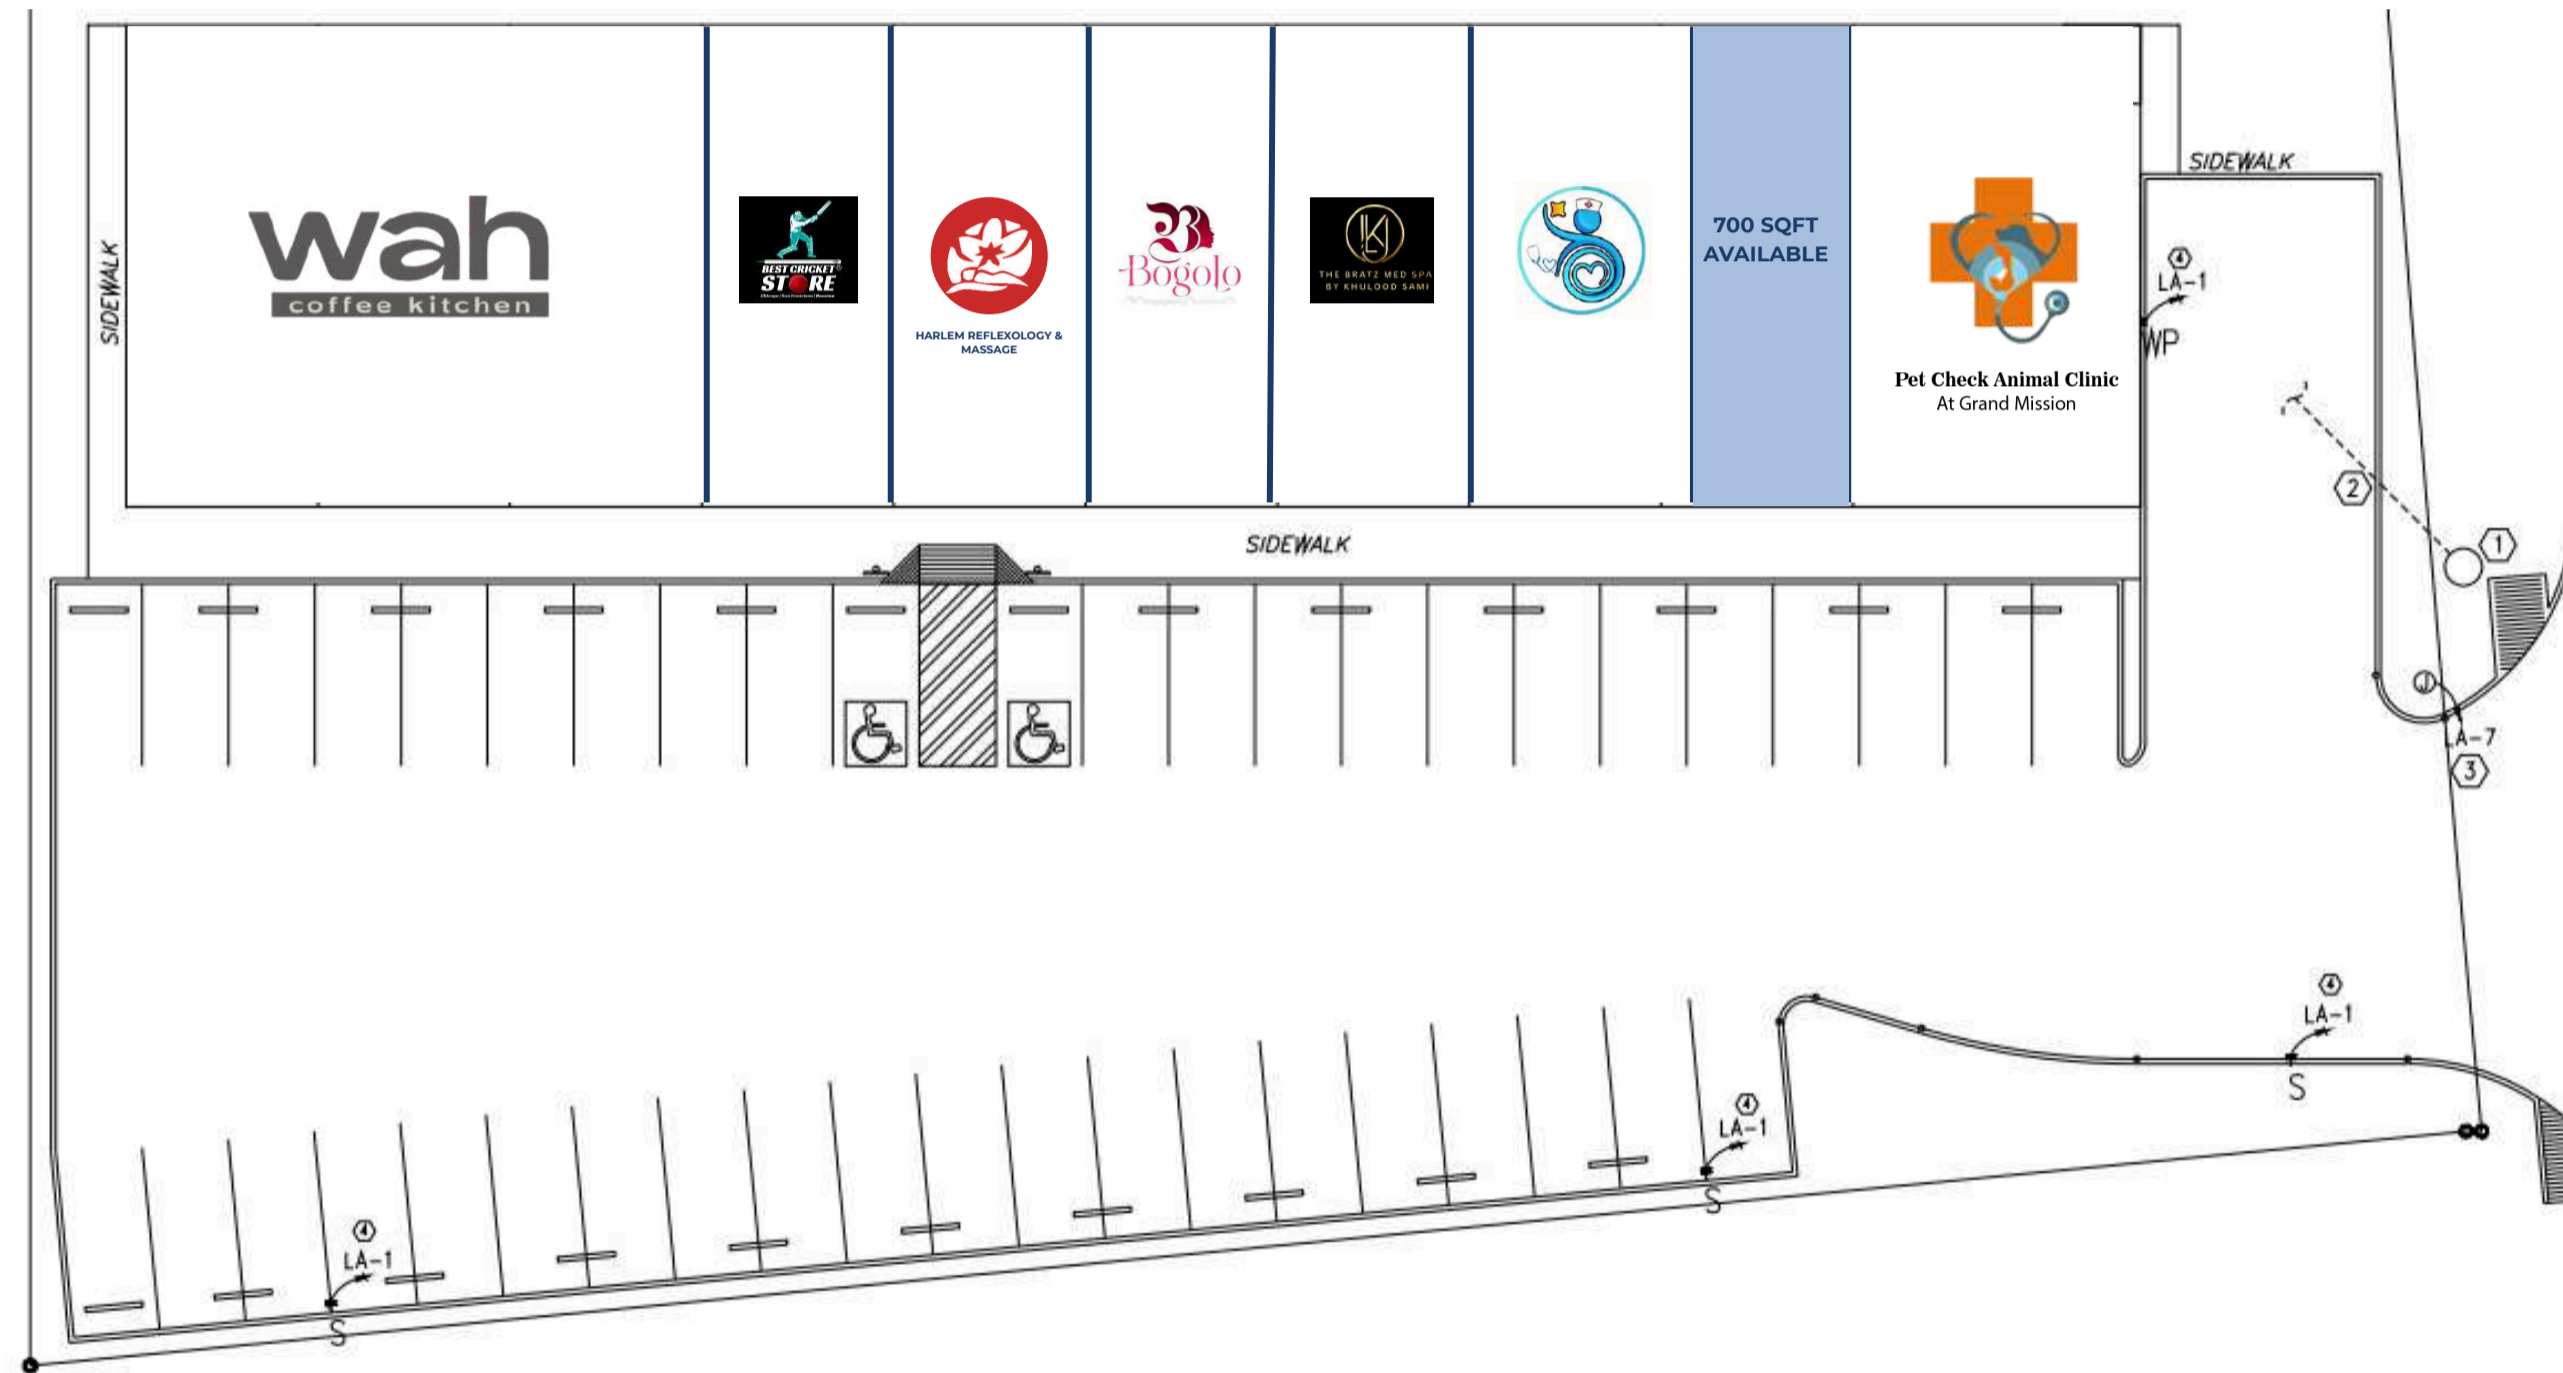 SIDEWALK
wah
coffee kitchen
BEST CRICKET®
STORE
HARLEM REFLEXOLOGY &
MASSAGE
B
Bogolo
THE BRATZ MED SPA
BY KHULOOD SAMI
700 SQFT
AVAILABLE
Pet Check Animal Clinic
At Grand Mission
SIDEWALK
4
LA-1
WP
2
1
SIDEWALK
J
LA-7
3
4
LA-1
S
4
LA-1
S
4
LA-1
S